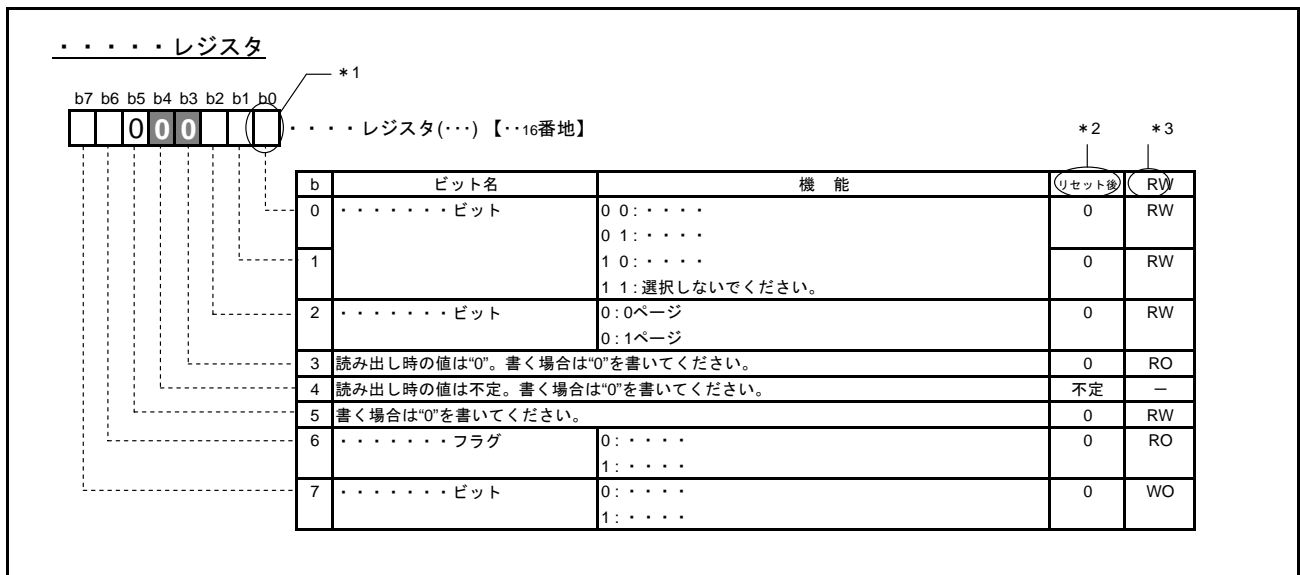 ・・・・・レジスタ
*1
b7 b6 b5 b4 b3 b2 b1 b0
0 0 0
・・・・レジスタ(・・・) 【・・16番地】
*2 *3
b ビット名 機 能 リセット後 RW
0 ・・・・・・・ビット 0 0:・・・・ 0 RW
0 1:・・・・
1 1 0:・・・・ 0 RW
1 1:選択しないでください。
2 ・・・・・・・ビット 0:0ページ 0 RW
0:1ページ
3 読み出し時の値は“0”。書く場合は“0”を書いてください。 0 RO
4 読み出し時の値は不定。書く場合は“0”を書いてください。 不定 －
5 書く場合は“0”を書いてください。 0 RW
6 ・・・・・・・フラグ 0:・・・・ 0 RO
1:・・・・
7 ・・・・・・・ビット 0:・・・・ 0 WO
1:・・・・